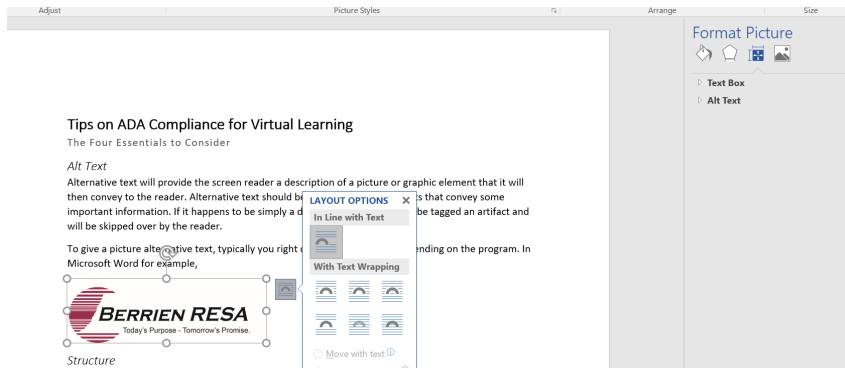 Adjust
Picture Styles
Arrange
Size
Format Picture
Text Box
Alt Text
Tips on ADA Compliance for Virtual Learning
The Four Essentials to Consider
Alt Text
Alternative text will provide the screen reader a description of a picture or graphic element that it will
then convey to the reader. Alternative text should be ts that convey some
important information. If it happens to be simply a d be tagged an artifact and
will be skipped over by the reader.
To give a picture alternative text, typically you right ending on the program. In
Microsoft Word for example,
BERRIEN RESA
Today's Purpose - Tomorrow's Promise.
Structure
LAYOUT OPTIONS
In Line with Text
With Text Wrapping
Move with text